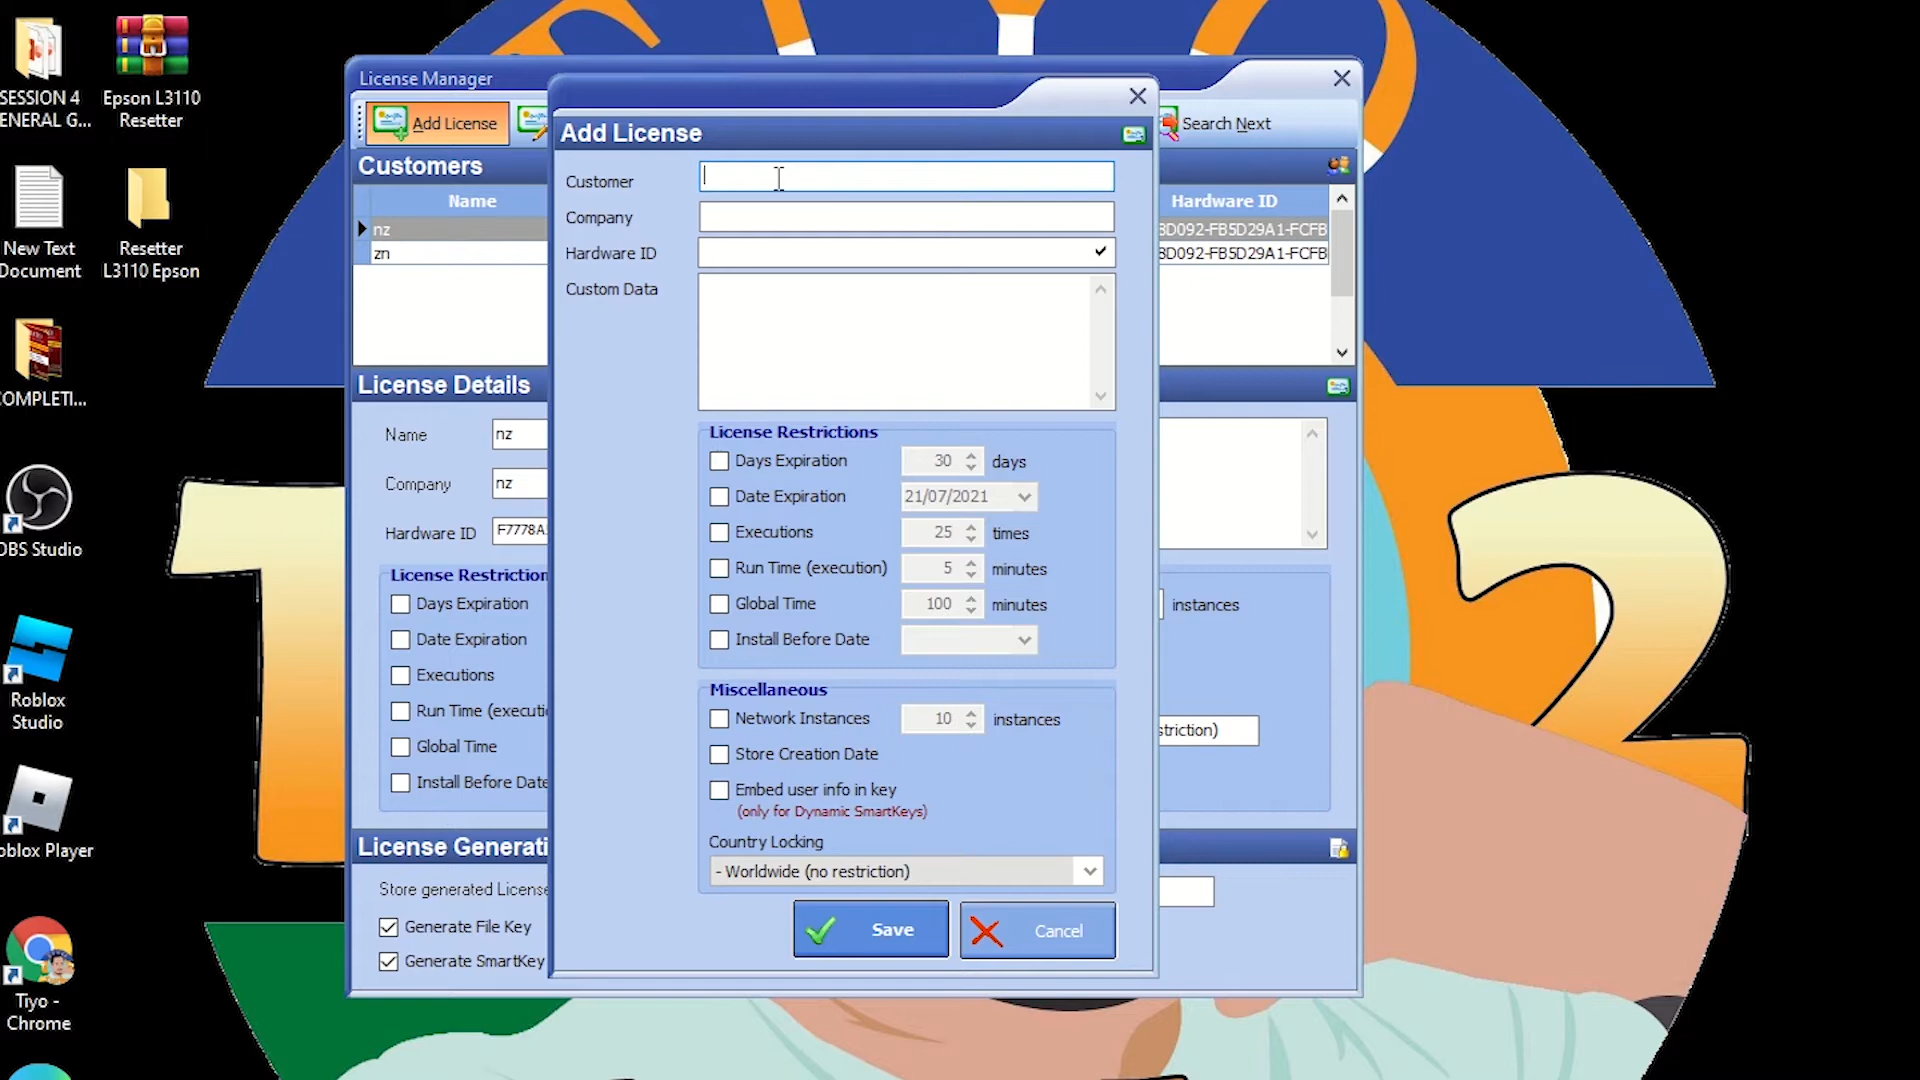 SESSION 4
ENERAL G...
Epson L3110
Resetter
New Text
Document
Resetter
L3110 Epson
OMPLETI...
OBS Studio
Roblox
Studio
oblox Player
Tiyo -
Chrome
License Manager
Add License
Search Next
Customers
Name
Hardware ID
nz
BD092-FB5D29A1-FCFB
zn
BD092-FB5D29A1-FCFB
License Details
Name
nz
Company
nz
Hardware ID
F7778A
License Restriction
Days Expiration
Date Expiration
Executions
Run Time (executi
Global Time
Install Before Date
instances
striction)
License Generati
Store generated License
Generate File Key
Generate SmartKey
Add License
Customer
Company
Hardware ID
Custom Data
License Restrictions
Days Expiration 30 days
Date Expiration 21/07/2021
Executions 25 times
Run Time (execution) 5 minutes
Global Time 100 minutes
Install Before Date
Miscellaneous
Network Instances 10 instances
Store Creation Date
Embed user info in key
(only for Dynamic SmartKeys)
Country Locking
- Worldwide (no restriction)
Save
Cancel
1
2